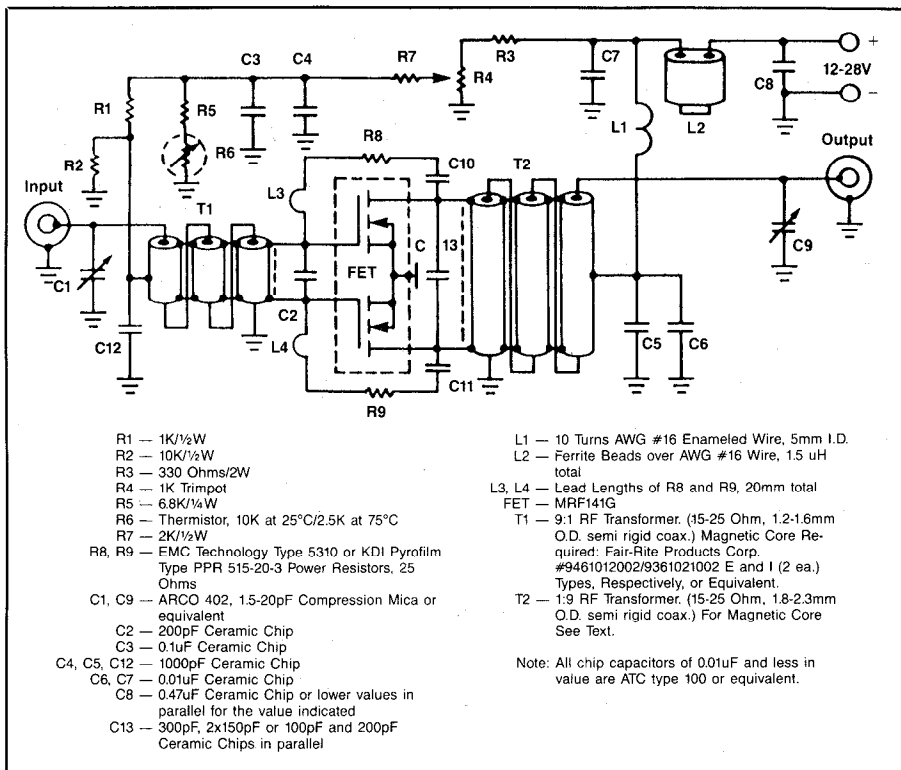 R3
C7
C8
+
12-28V
−
C3
C4
R7
R4
R1
R5
L1
L2
R6
R2
R8
C10
T2
Output
Input
L3
T1
C1
C2
FET
C
13
C9
C12
L4
C5
C6
C11
R9
R1 — 1K/½W
R2 — 10K/½W
R3 — 330 Ohms/2W
R4 — 1K Trimpot
R5 — 6.8K/¼W
R6 — Thermistor, 10K at 25°C/2.5K at 75°C
R7 — 2K/½W
R8, R9 — EMC Technology Type 5310 or KDI Pyrofilm
Type PPR 515-20-3 Power Resistors, 25
Ohms
C1, C9 — ARCO 402, 1.5-20pF Compression Mica or
equivalent
C2 — 200pF Ceramic Chip
C3 — 0.1uF Ceramic Chip
C4, C5, C12 — 1000pF Ceramic Chip
C6, C7 — 0.01uF Ceramic Chip
C8 — 0.47uF Ceramic Chip or lower values in
parallel for the value indicated
C13 — 300pF, 2x150pF or 100pF and 200pF
Ceramic Chips in parallel
L1 — 10 Turns AWG #16 Enameled Wire, 5mm I.D.
L2 — Ferrite Beads over AWG #16 Wire, 1.5 uH
total
L3, L4 — Lead Lengths of R8 and R9, 20mm total
FET — MRF141G
T1 — 9:1 RF Transformer. (15-25 Ohm, 1.2-1.6mm
O.D. semi rigid coax.) Magnetic Core Re-
quired: Fair-Rite Products Corp.
#9461012002/9361021002 E and I (2 ea.)
Types, Respectively, or Equivalent.
T2 — 1:9 RF Transformer. (15-25 Ohm, 1.8-2.3mm
O.D. semi rigid coax.) For Magnetic Core
See Text.
Note: All chip capacitors of 0.01uF and less in
value are ATC type 100 or equivalent.